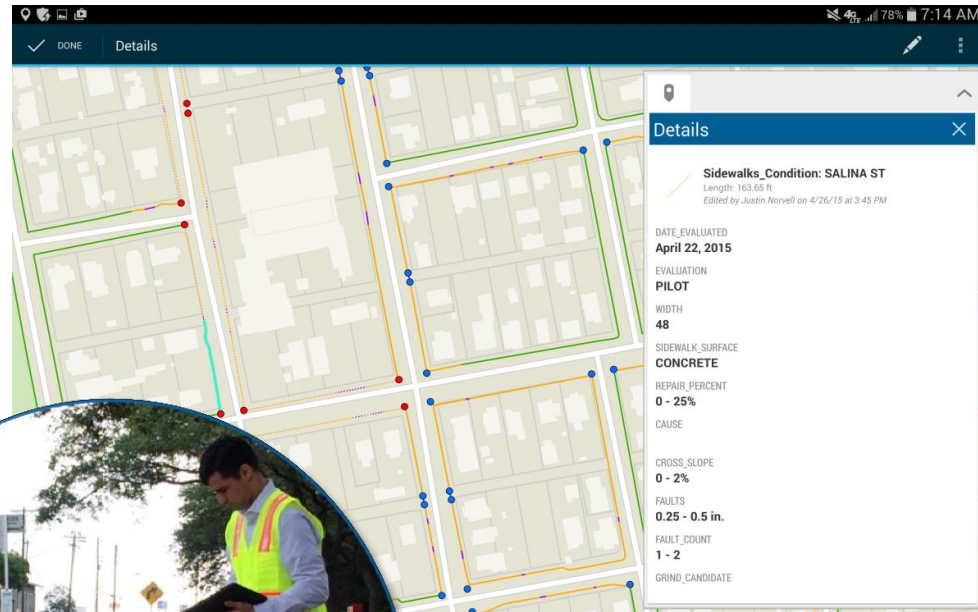 4G LTE 78% 7:14 AM
DONE Details
Details
Sidewalks_Condition: SALINA ST
Length: 163.65 ft
Edited by Justin.Norvell on 4/26/15 at 3:45 PM
DATE_EVALUATED
April 22, 2015
EVALUATION
PILOT
WIDTH
48
SIDEWALK_SURFACE
CONCRETE
REPAIR_PERCENT
0 - 25%
CAUSE
CROSS_SLOPE
0 - 2%
FAULTS
0.25 - 0.5 in.
FAULT_COUNT
1 - 2
GRIND_CANDIDATE